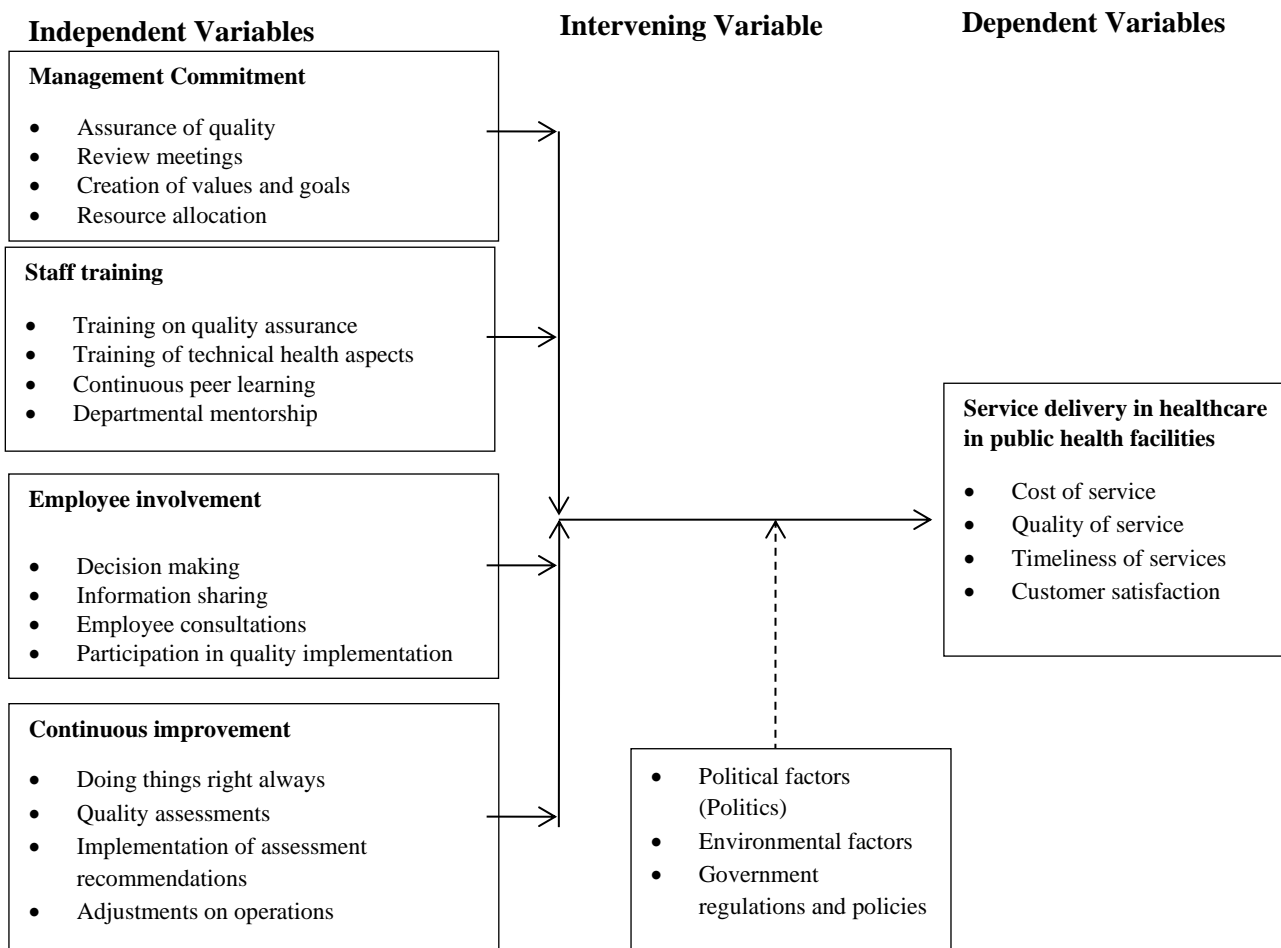 Independent Variables
Intervening Variable
Dependent Variables
Management Commitment
• Assurance of quality
• Review meetings
• Creation of values and goals
• Resource allocation
Staff training
• Training on quality assurance
• Training of technical health aspects
• Continuous peer learning
• Departmental mentorship
Employee involvement
• Decision making
• Information sharing
• Employee consultations
• Participation in quality implementation
Continuous improvement
• Doing things right always
• Quality assessments
• Implementation of assessment
recommendations
• Adjustments on operations
• Political factors
(Politics)
• Environmental factors
• Government
regulations and policies
Service delivery in healthcare
in public health facilities
• Cost of service
• Quality of service
• Timeliness of services
• Customer satisfaction